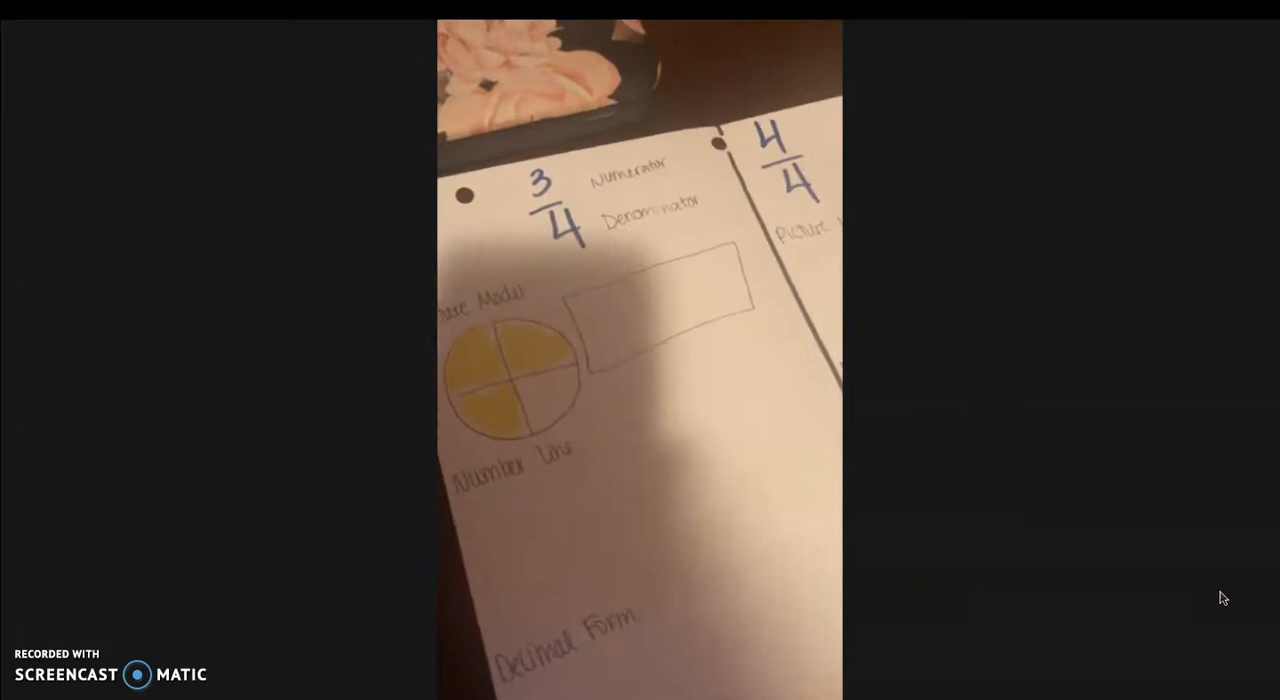 3 Numerator
4 Denominator
Model
Number Line
Decimal Form
4
4
Picture
RECORDED WITH
SCREENCAST MATIC